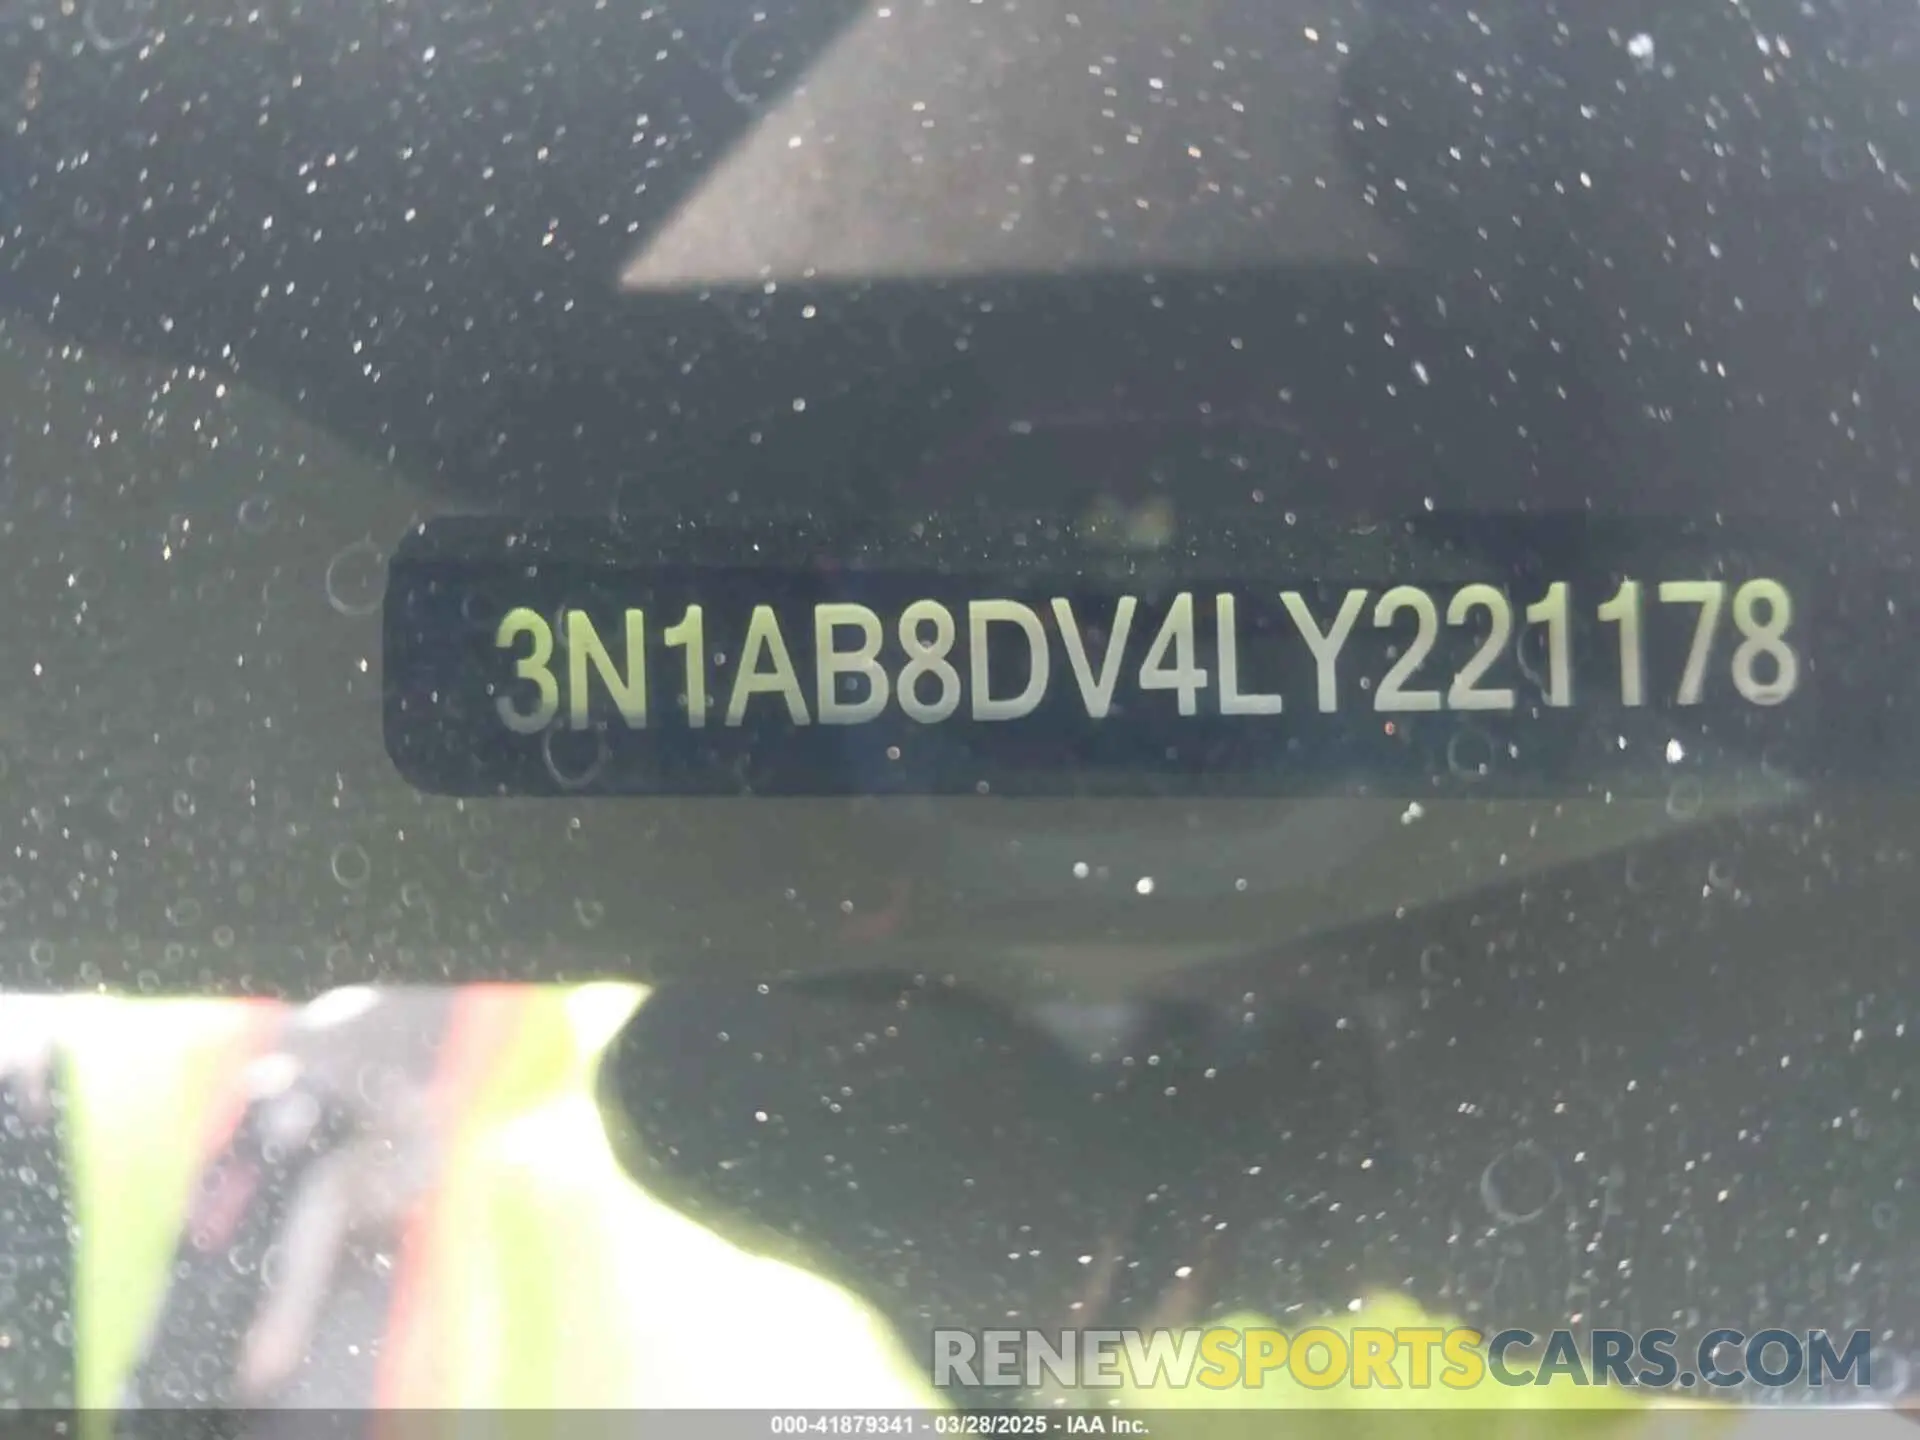 3N1AB8DV4LY221178
RENEWSPORTSCARS.COM
000-41879341 - 03/28/2025 - IAA Inc.